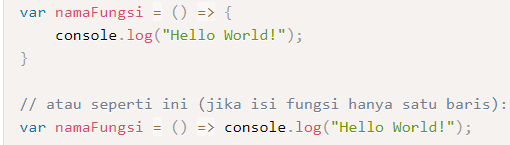 var namaFungsi = () => {
    console.log("Hello World!");
}

// atau seperti ini (jika isi fungsi hanya satu baris):
var namaFungsi = () => console.log("Hello World!");